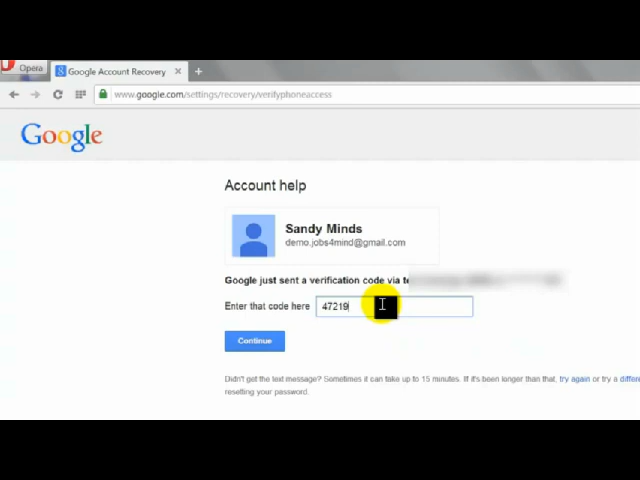 Opera
Google Account Recovery
www.google.com/settings/recovery/verifyphoneaccess
Google
Account help
Sandy Minds
demo.jobs4mind@gmail.com
Google just sent a verification code via te
Enter that code here 47219
Continue
Didn't get the text message? Sometimes it can take up to 15 minutes. If it's been longer than that, try again or try a differe
resetting your password.